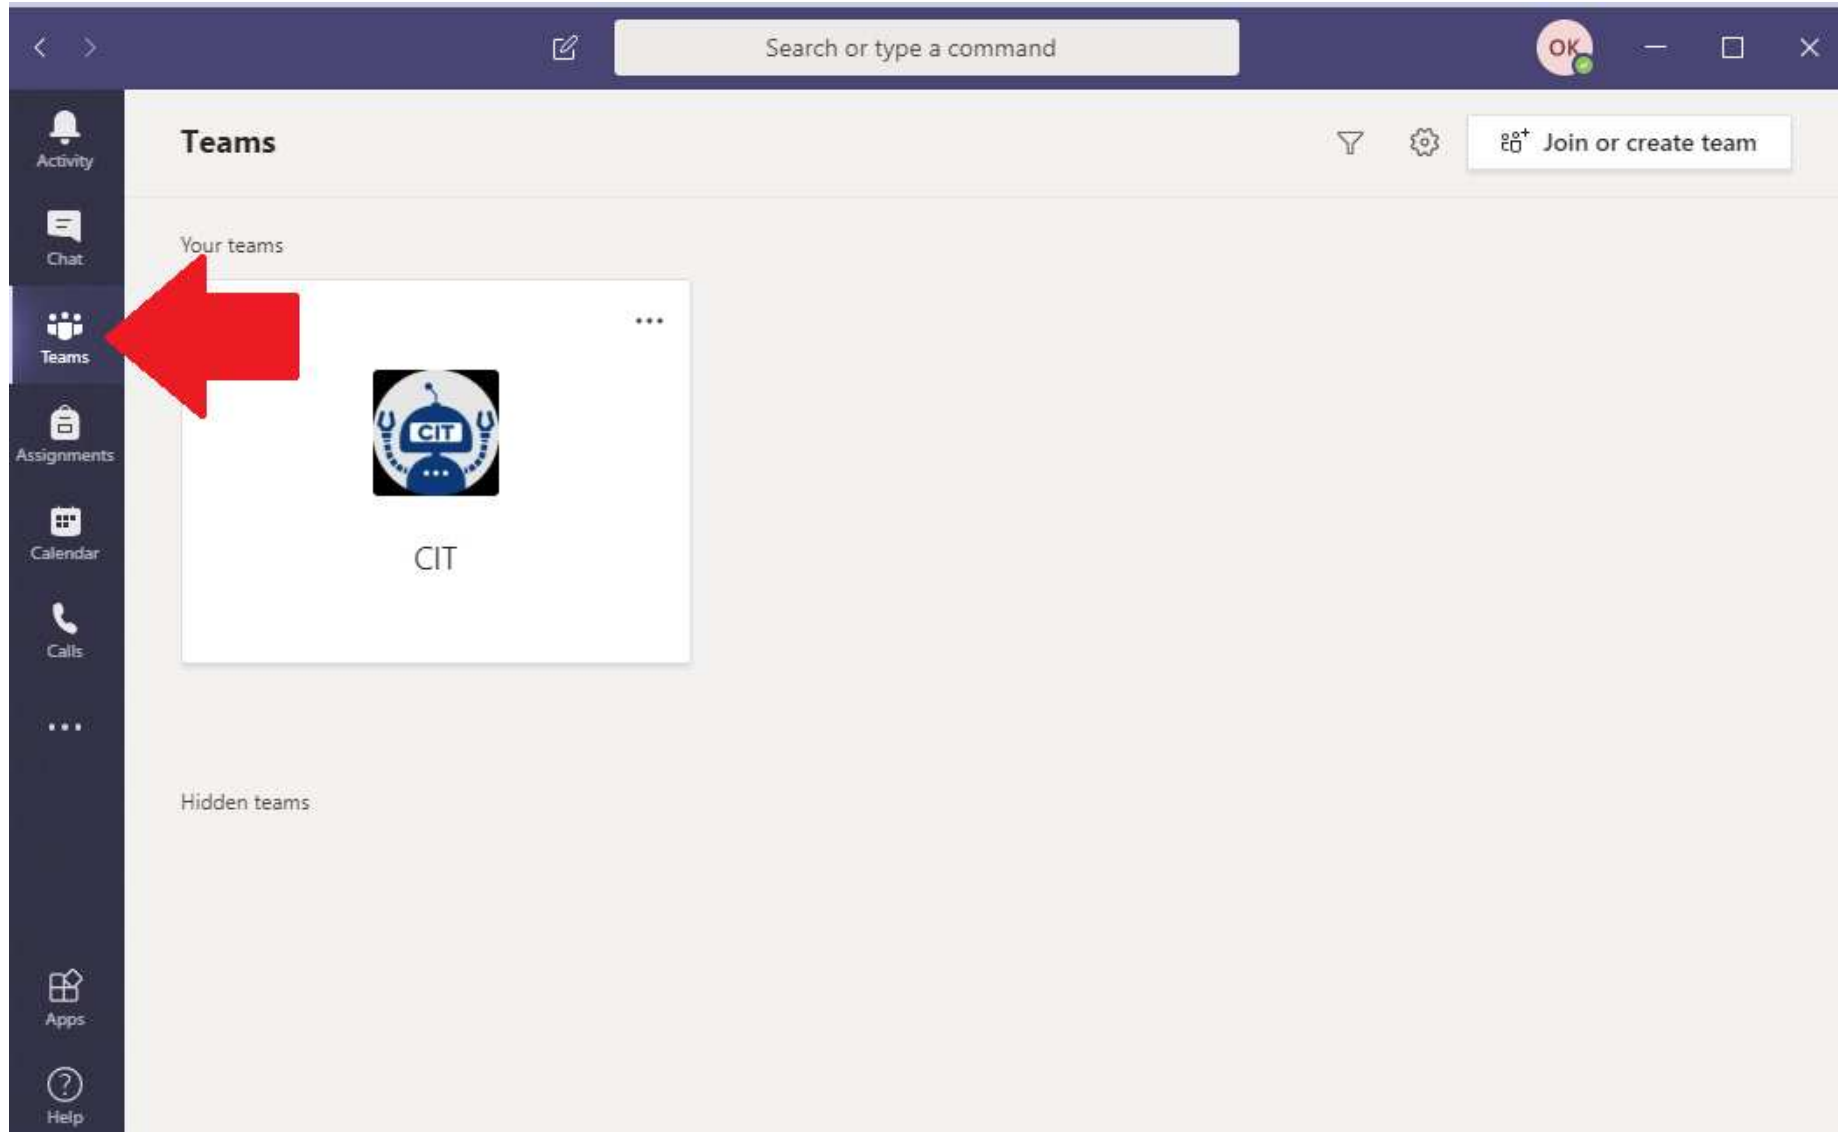 Search or type a command
OK
Activity
Chat
Teams
Assignments
Calendar
Calls
Apps
Help
Teams
Join or create team
Your teams
CIT
CIT
Hidden teams